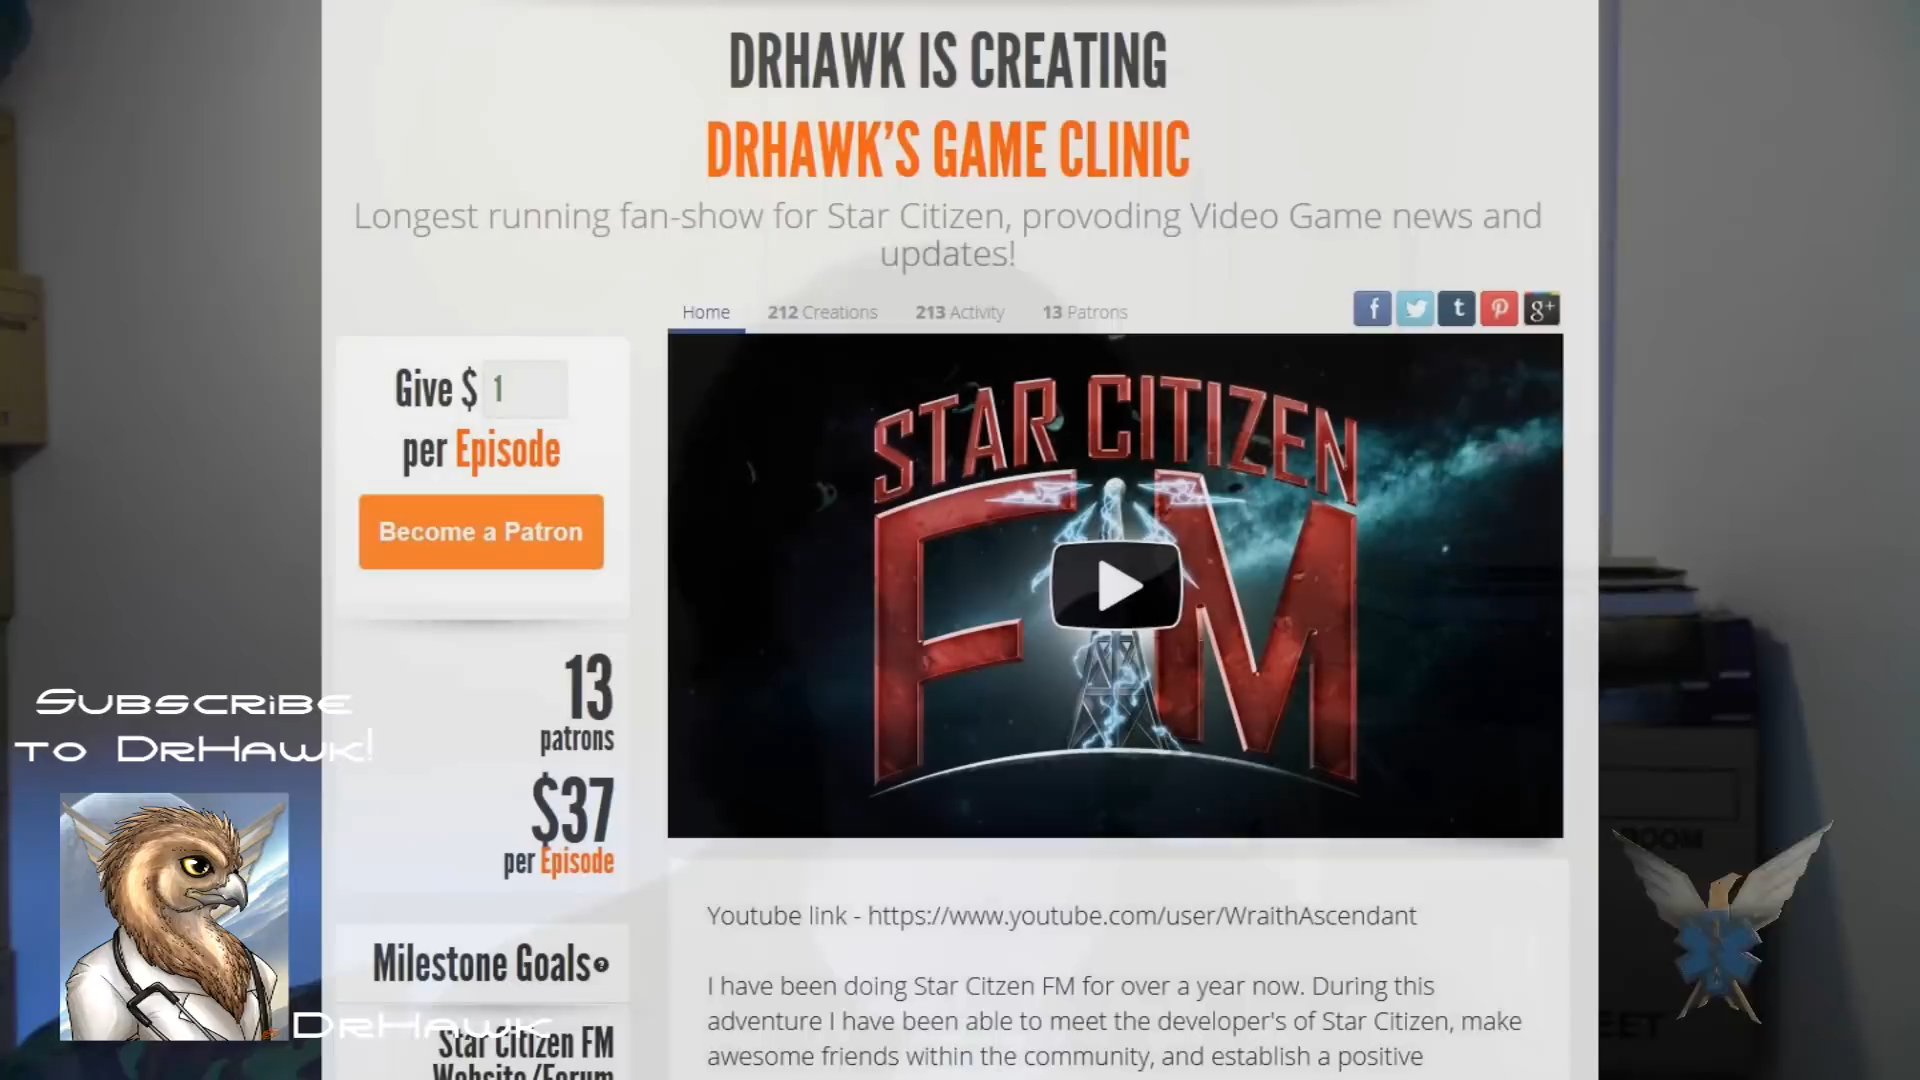 DRHAWK IS CREATING
DRHAWK'S GAME CLINIC
Longest running fan-show for Star Citizen, provoding Video Game news and
updates!
Home 212 Creations 213 Activity 13 Patrons
f t p g+
Give $ 1
per Episode
Become a Patron
STAR CITIZEN
FM
13
patrons
$37
per Episode
Milestone Goals ?
Star Citizen FM
Website/Forum
Youtube link - https://www.youtube.com/user/WraithAscendant
I have been doing Star Citzen FM for over a year now. During this
adventure I have been able to meet the developer's of Star Citizen, make
awesome friends within the community, and establish a positive
Subscribe
to DrHawk!
DrHawk